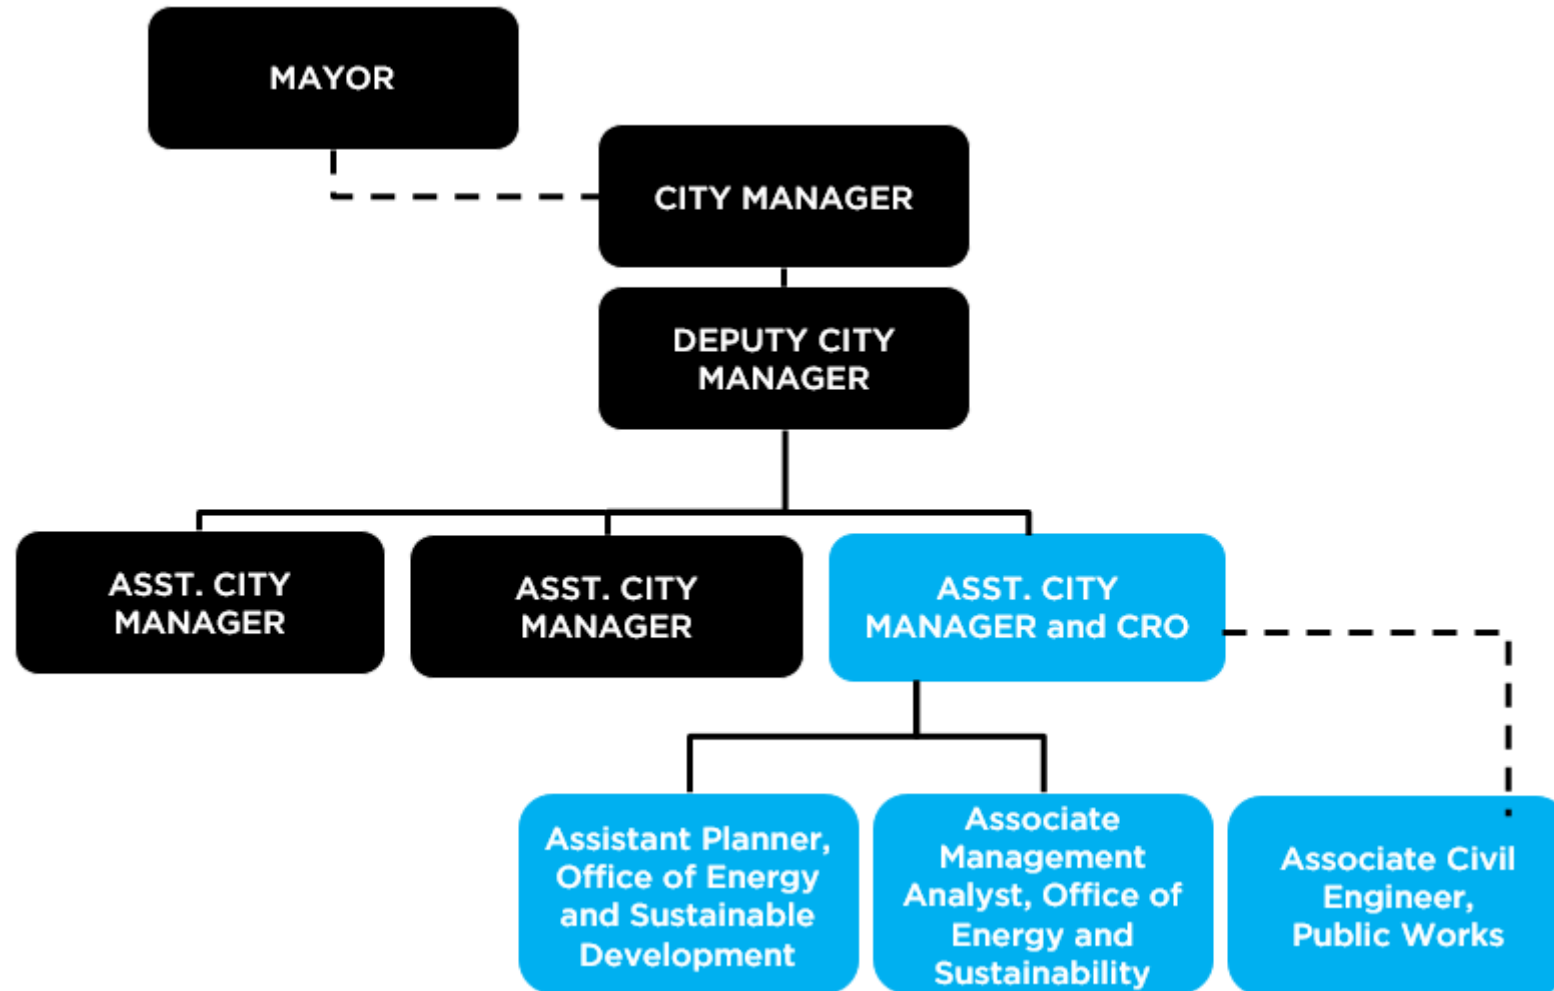 MAYOR
CITY MANAGER
DEPUTY CITY
MANAGER
ASST. CITY
MANAGER
ASST. CITY
MANAGER
ASST. CITY
MANAGER and CRO
Assistant Planner,
Office of Energy
and Sustainable
Development
Associate
Management
Analyst, Office of
Energy and
Sustainability
Associate Civil
Engineer,
Public Works